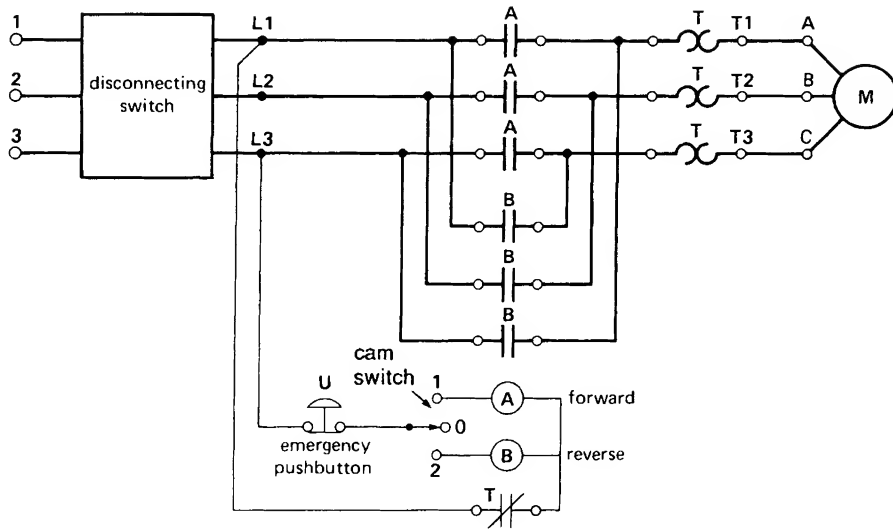 1
L1
A
T
T1
A
2
disconnecting
switch
L2
A
T
T2
B
M
3
L3
A
T
T3
C
B
B
B
cam
switch
U
1
A
forward
0
emergency
pushbutton
2
B
reverse
T